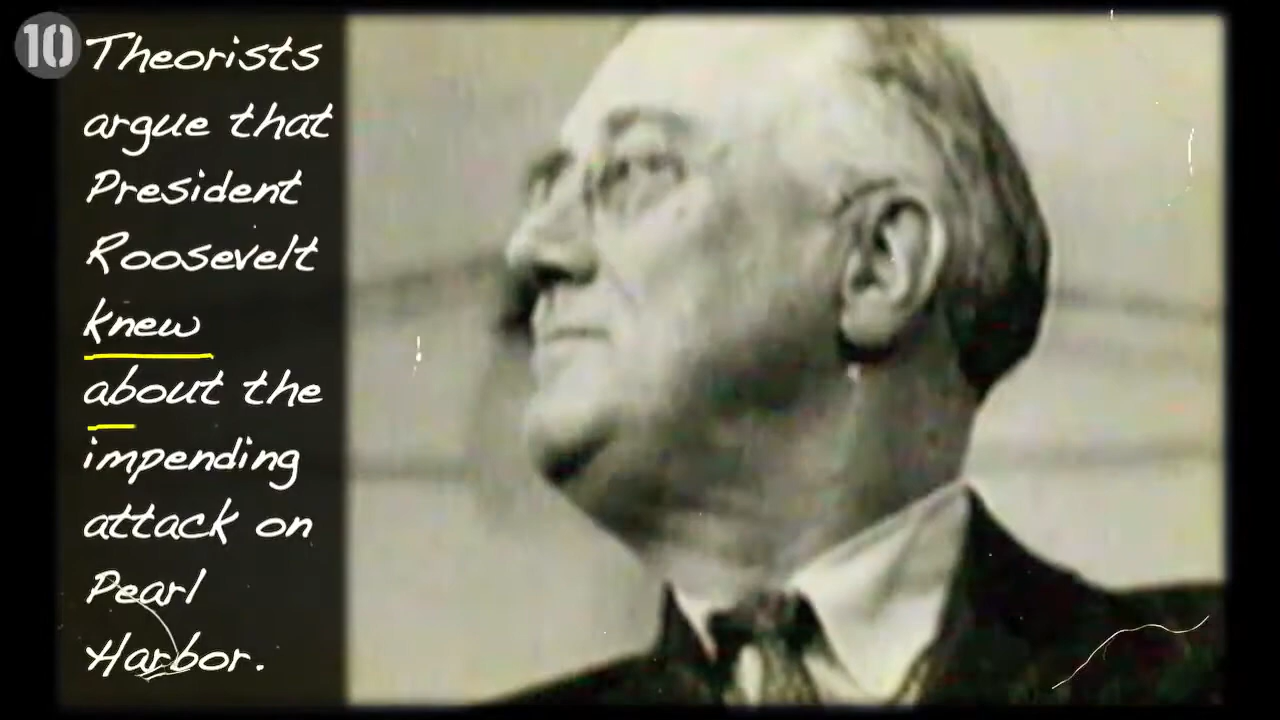 10
Theorists
argue that
President
Roosevelt
knew
about the
impending
attack on
Pearl
Harbor.